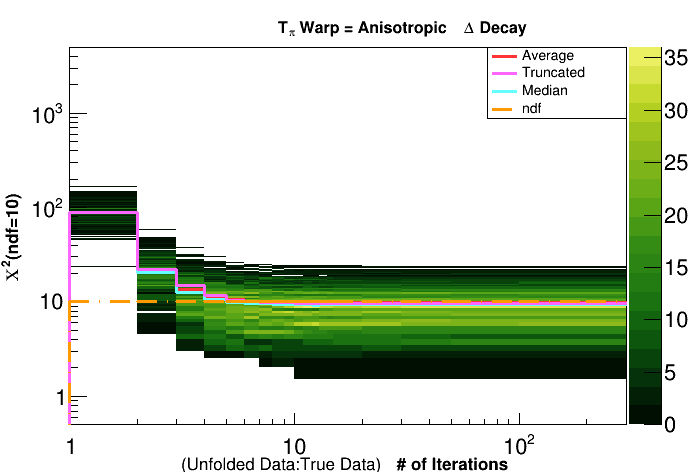 T_π Warp = Anisotropic Δ Decay
Average
Truncated
Median
ndf
χ²(ndf=10)
10³
10²
10
1
1
10
10²
(Unfolded Data:True Data) # of Iterations
35
30
25
20
15
10
5
0